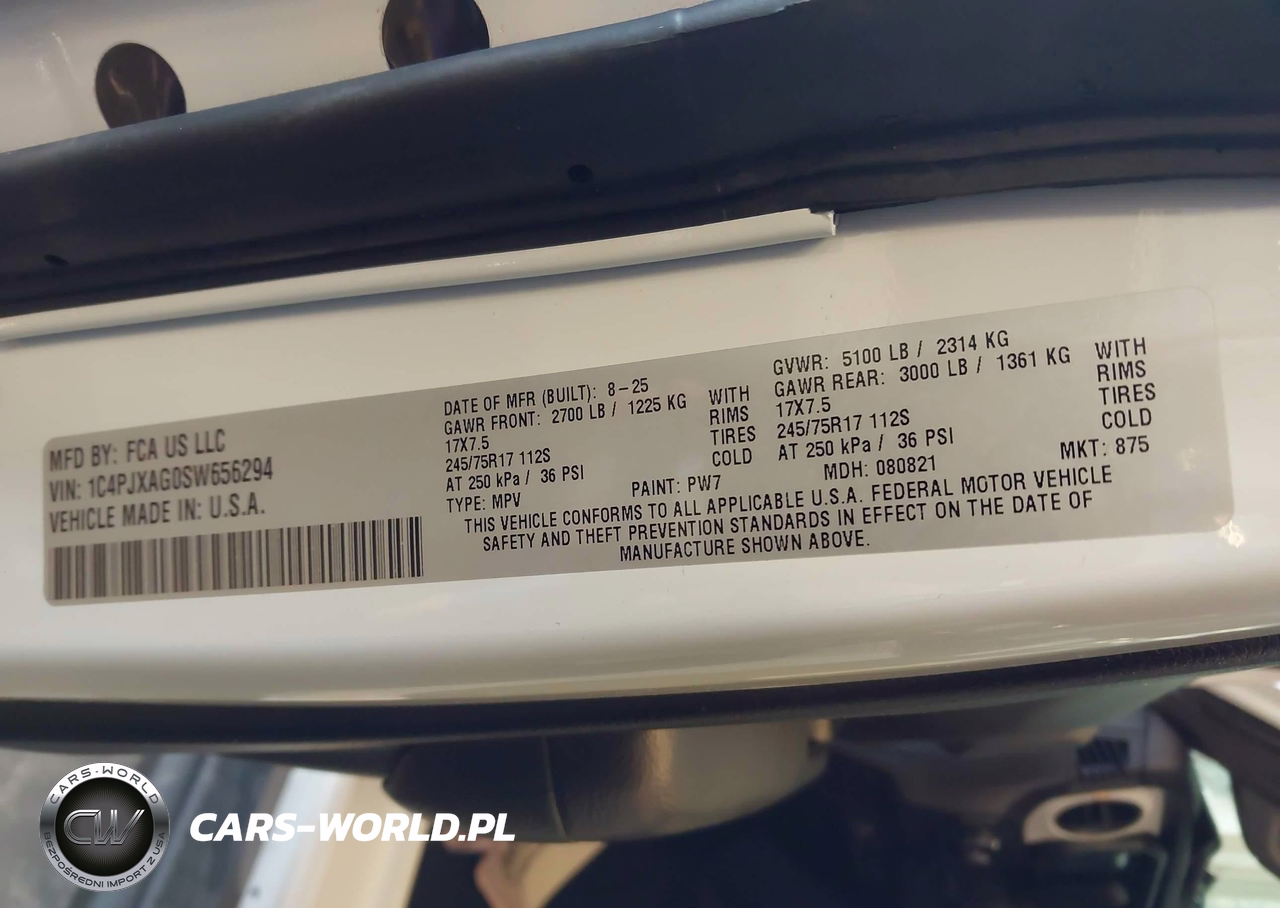 MFD BY: FCA US LLC
VIN: 1C4PJXAG0SW656294
VEHICLE MADE IN: U.S.A.
DATE OF MFR (BUILT): 8-25
GAWR FRONT: 2700 LB / 1225 KG WITH
17X7.5 RIMS
245/75R17 112S TIRES
AT 250 kPa / 36 PSI COLD
TYPE: MPV
GVWR: 5100 LB / 2314 KG
GAWR REAR: 3000 LB / 1361 KG WITH
17X7.5 RIMS
245/75R17 112S TIRES
AT 250 kPa / 36 PSI COLD
PAINT: PW7 MDH: 080821 MKT: 875
THIS VEHICLE CONFORMS TO ALL APPLICABLE U.S.A. FEDERAL MOTOR VEHICLE
SAFETY AND THEFT PREVENTION STANDARDS IN EFFECT ON THE DATE OF
MANUFACTURE SHOWN ABOVE.
CARS-WORLD
CW
BEZPOŚREDNI IMPORT Z USA
CARS-WORLD.PL